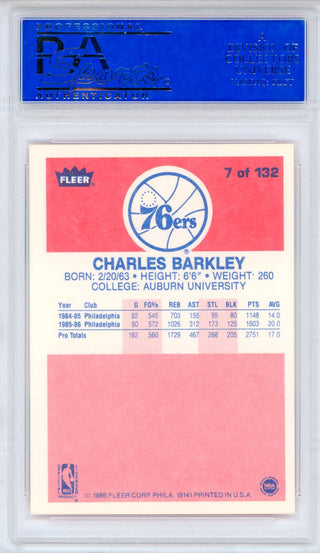 PROFESSIONAL
PSA
AUTHENTICATOR
A
DIVISION OF
COLLECTORS
UNIVERSE
FLEER
7 of 132
76ers
®
CHARLES BARKLEY
BORN: 2/20/63 • HEIGHT: 6'6" • WEIGHT: 260
COLLEGE: AUBURN UNIVERSITY
Year Club G FG% REB AST STL BLK PTS AVG
1984-85 Philadelphia 82 545 703 155 95 80 1148 14.0
1985-86 Philadelphia 80 572 1026 312 173 125 1603 20.0
Pro Totals 162 560 1729 467 268 205 2751 17.0
NBA
© 1986 FLEER CORP. PHILA. 19141 PRINTED IN U.S.A.